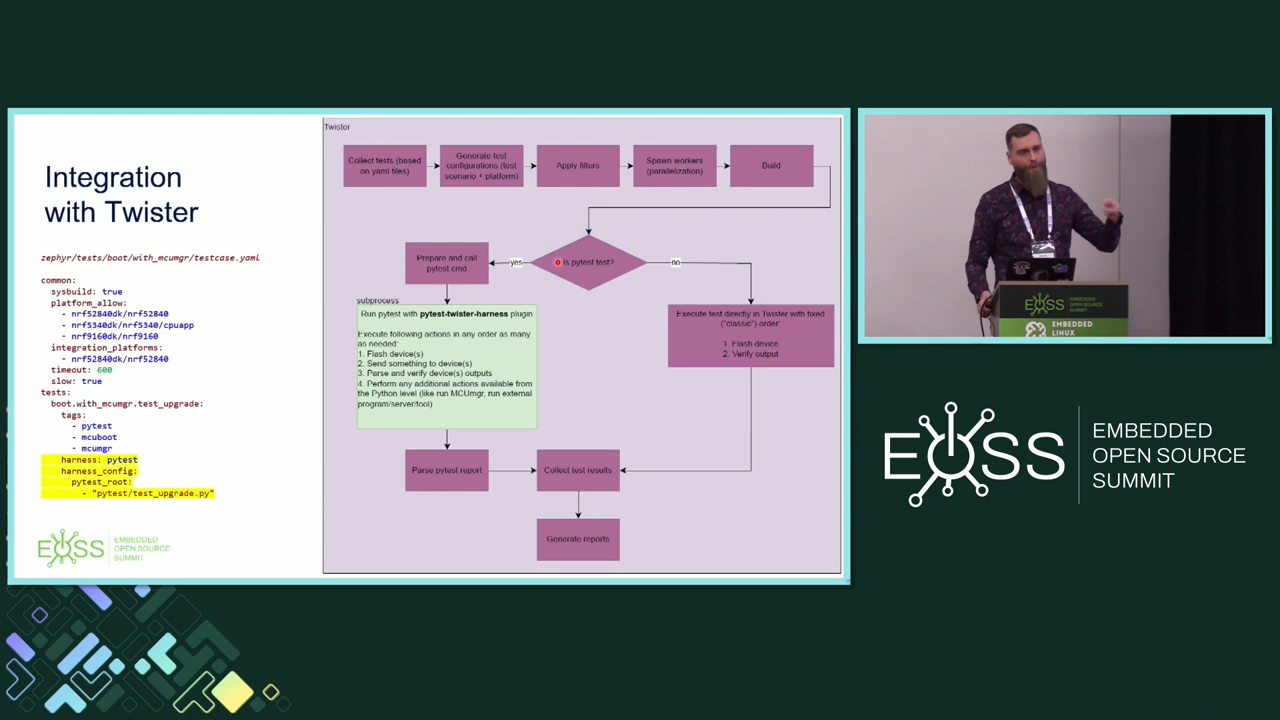 Integration
with Twister
zephyr/tests/boot/with_mcumgr/testcase.yaml
common:
sysbuild: true
platform_allow:
- nrf52840dk/nrf52840
- nrf5340dk/nrf5340/cpuapp
- nrf9160dk/nrf9160
integration_platforms:
- nrf52840dk/nrf52840
timeout: 600
slow: true
tests:
boot.with_mcumgr.test_upgrade:
tags:
- pytest
- mcuboot
- mcumgr
harness: pytest
harness_config:
pytest_root:
- "pytest/test_upgrade.py"
EOSS
EMBEDDED
OPEN SOURCE
SUMMIT
Twister
Collect tests (based
on yaml files)
Generate test
configurations (test
scenario + platform)
Apply filters
Spawn workers
(parallelization)
Build
Is pytest test?
yes
no
Prepare and call
pytest cmd
subprocess
Run pytest with pytest-twister-harness plugin
Execute following actions in any order as many
as needed:
1. Flash device(s)
2. Send something to device(s)
3. Parse and verify device(s) outputs
4. Perform any additional actions available from
the Python level (like run MCUmgr, run external
program/server/tool)
Execute test directly in Twister with fixed
("classic") order:
1. Flash device
2. Verify output
Parse pytest report
Collect test results
Generate reports
EOSS
EMBEDDED
OPEN SOURCE
SUMMIT
EMBEDDED
LINUX
EOSS
EMBEDDED
OPEN SOURCE
SUMMIT